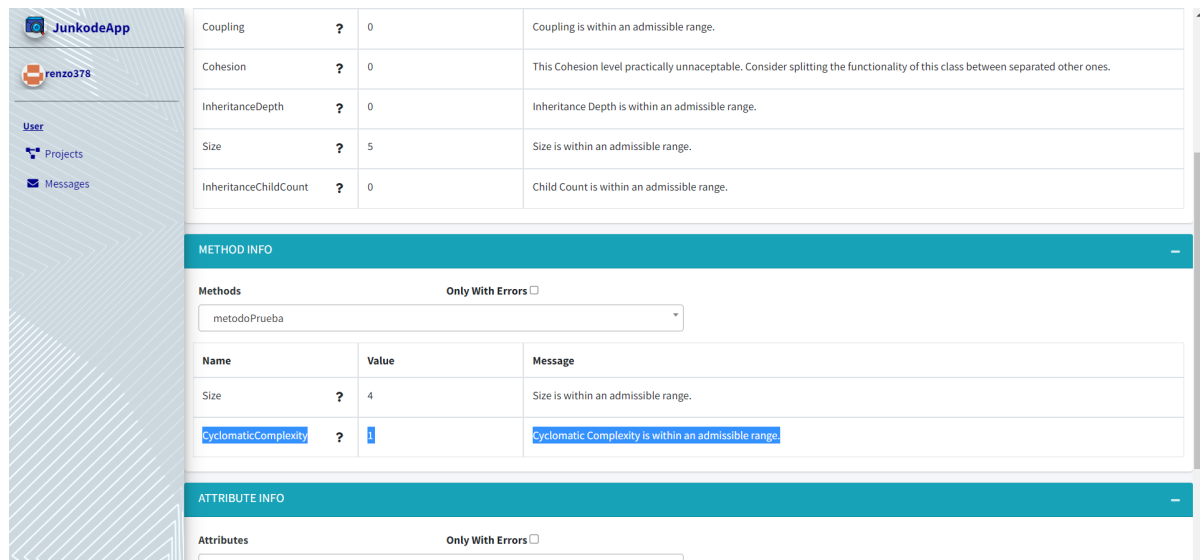 JunkodeApp
renzo378
User
Projects
Messages
Coupling ? 0 Coupling is within an admissible range.
Cohesion ? 0 This Cohesion level practically unnaceptable. Consider splitting the functionality of this class between separated other ones.
InheritanceDepth ? 0 Inheritance Depth is within an admissible range.
Size ? 5 Size is within an admissible range.
InheritanceChildCount ? 0 Child Count is within an admissible range.
METHOD INFO
Methods Only With Errors
metodoPrueba
Name Value Message
Size ? 4 Size is within an admissible range.
CyclomaticComplexity ? 1 Cyclomatic Complexity is within an admissible range.
ATTRIBUTE INFO
Attributes Only With Errors